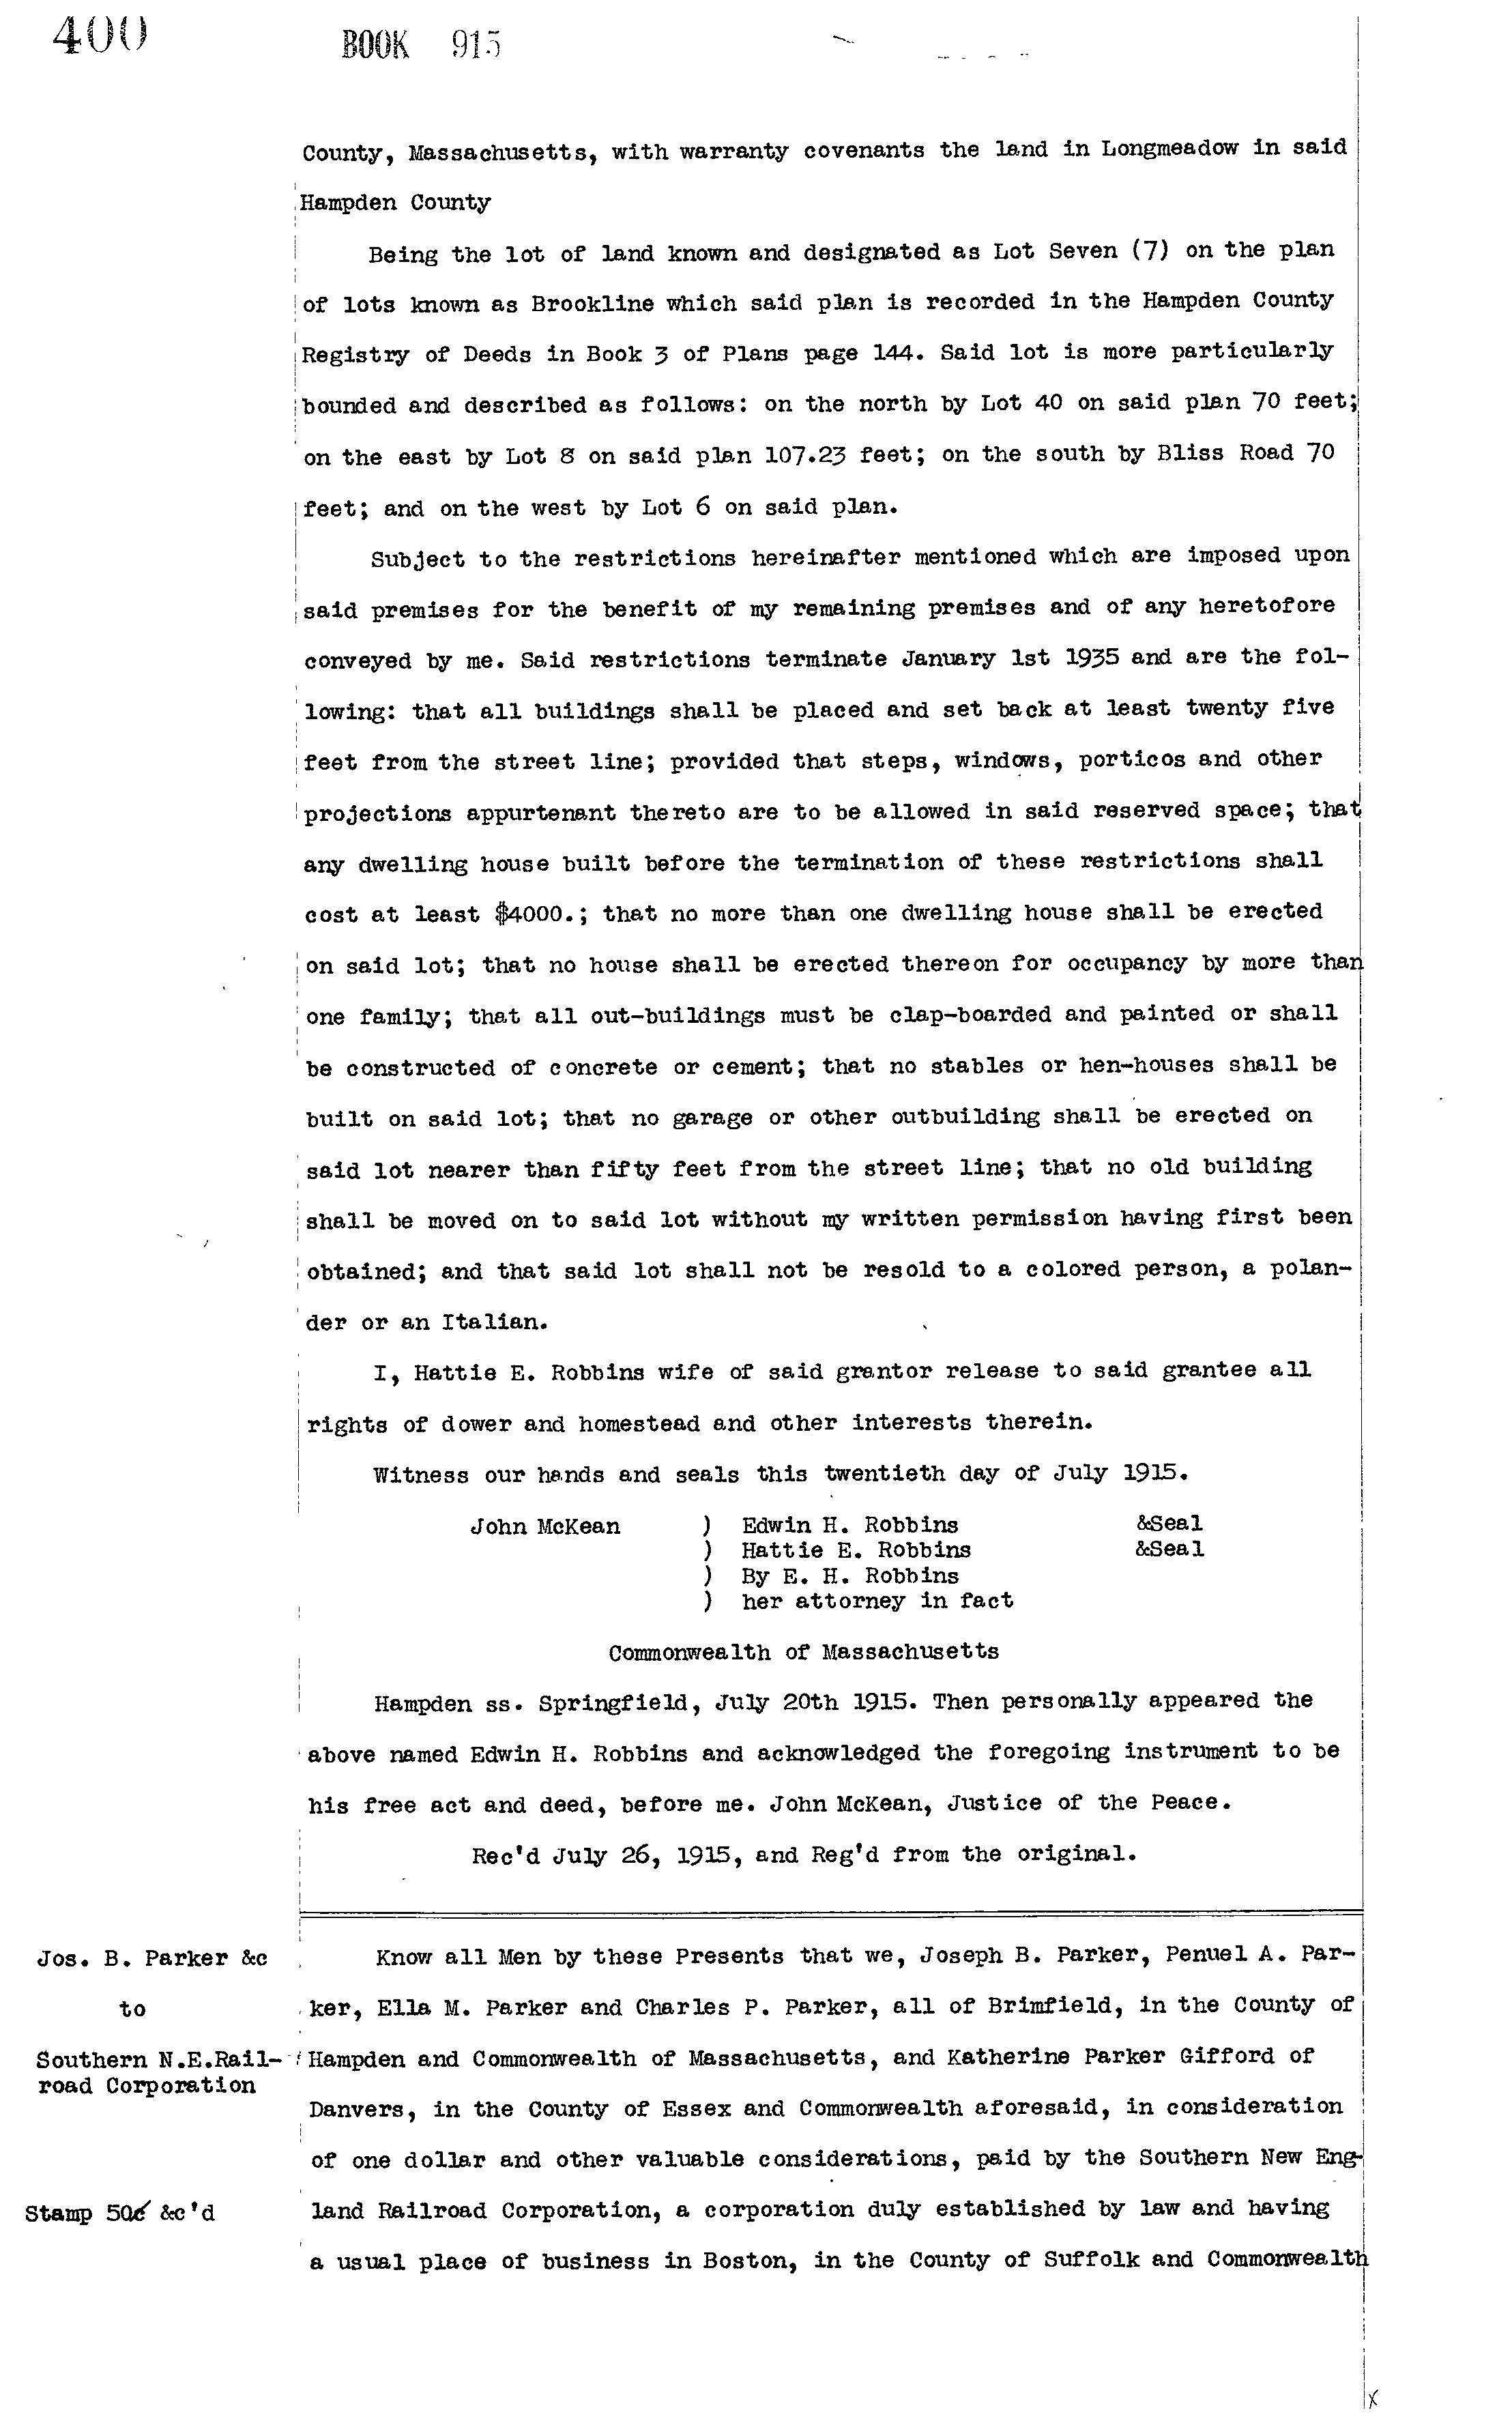 400 BOOK 915
County, Massachusetts, with warranty covenants the land in Longmeadow in said
Hampden County
Being the lot of land known and designated as Lot Seven (7) on the plan
of lots known as Brookline which said plan is recorded in the Hampden County
Registry of Deeds in Book 3 of Plans page 144. Said lot is more particularly
bounded and described as follows: on the north by Lot 40 on said plan 70 feet;
on the east by Lot 8 on said plan 107.23 feet; on the south by Bliss Road 70
feet; and on the west by Lot 6 on said plan.
Subject to the restrictions hereinafter mentioned which are imposed upon
said premises for the benefit of my remaining premises and of any heretofore
conveyed by me. Said restrictions terminate January 1st 1935 and are the fol-
lowing: that all buildings shall be placed and set back at least twenty five
feet from the street line; provided that steps, windows, porticos and other
projections appurtenant thereto are to be allowed in said reserved space; that
any dwelling house built before the termination of these restrictions shall
cost at least $4000.; that no more than one dwelling house shall be erected
on said lot; that no house shall be erected thereon for occupancy by more than
one family; that all out-buildings must be clap-boarded and painted or shall
be constructed of concrete or cement; that no stables or hen-houses shall be
built on said lot; that no garage or other outbuilding shall be erected on
said lot nearer than fifty feet from the street line; that no old building
shall be moved on to said lot without my written permission having first been
obtained; and that said lot shall not be resold to a colored person, a polan-
der or an Italian.
I, Hattie E. Robbins wife of said grantor release to said grantee all
rights of dower and homestead and other interests therein.
Witness our hands and seals this twentieth day of July 1915.
John McKean ) Edwin H. Robbins &Seal
) Hattie E. Robbins &Seal
) By E. H. Robbins
) her attorney in fact
Commonwealth of Massachusetts
Hampden ss. Springfield, July 20th 1915. Then personally appeared the
above named Edwin H. Robbins and acknowledged the foregoing instrument to be
his free act and deed, before me. John McKean, Justice of the Peace.
Rec'd July 26, 1915, and Reg'd from the original.
Jos. B. Parker &c
to
Southern N.E.Rail-
road Corporation
Stamp 50¢ &c'd
Know all Men by these Presents that we, Joseph B. Parker, Penuel A. Par-
ker, Ella M. Parker and Charles P. Parker, all of Brimfield, in the County of
Hampden and Commonwealth of Massachusetts, and Katherine Parker Gifford of
Danvers, in the County of Essex and Commonwealth aforesaid, in consideration
of one dollar and other valuable considerations, paid by the Southern New Eng-
land Railroad Corporation, a corporation duly established by law and having
a usual place of business in Boston, in the County of Suffolk and Commonwealth